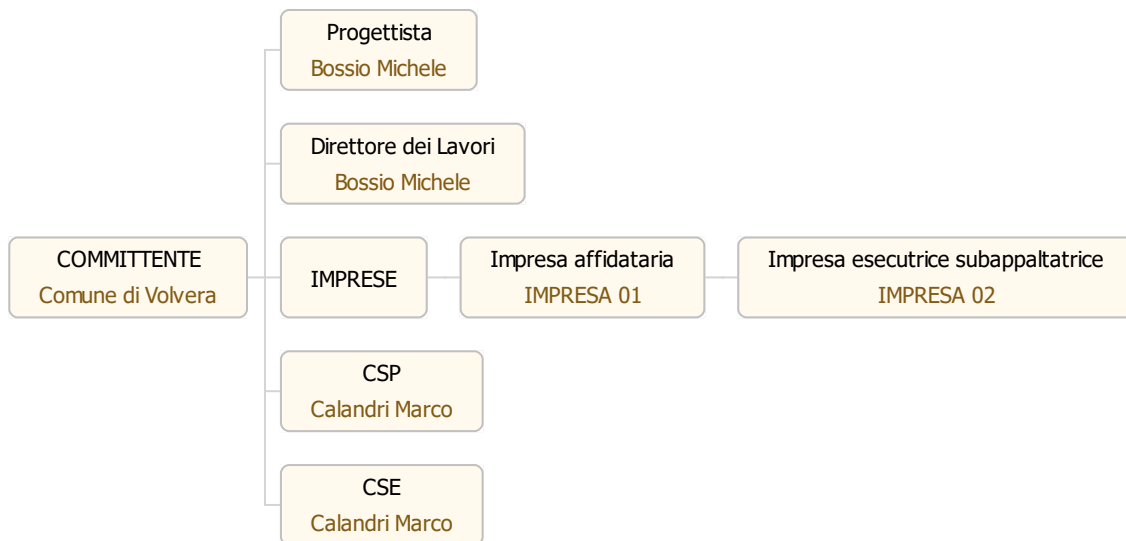 Progettista
Bossio Michele
Direttore dei Lavori
Bossio Michele
COMMITTENTE
Comune di Volvera
IMPRESE
Impresa affidataria
IMPRESA 01
Impresa esecutrice subappaltatrice
IMPRESA 02
CSP
Calandri Marco
CSE
Calandri Marco